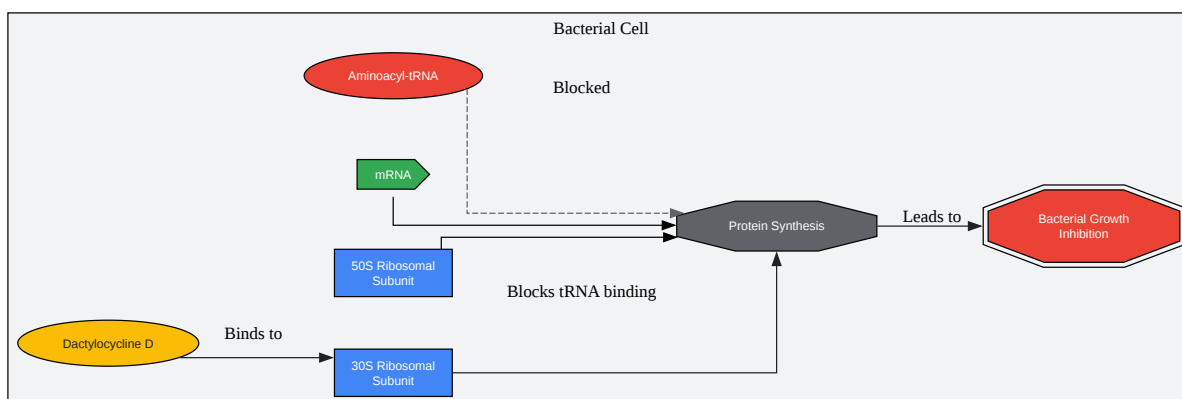 Bacterial Cell
Aminoacyl-tRNA
Blocked
mRNA
Protein Synthesis
Leads to
Bacterial Growth
Inhibition
50S Ribosomal
Subunit
Blocks tRNA binding
Dactylocycline D
Binds to
30S Ribosomal
Subunit